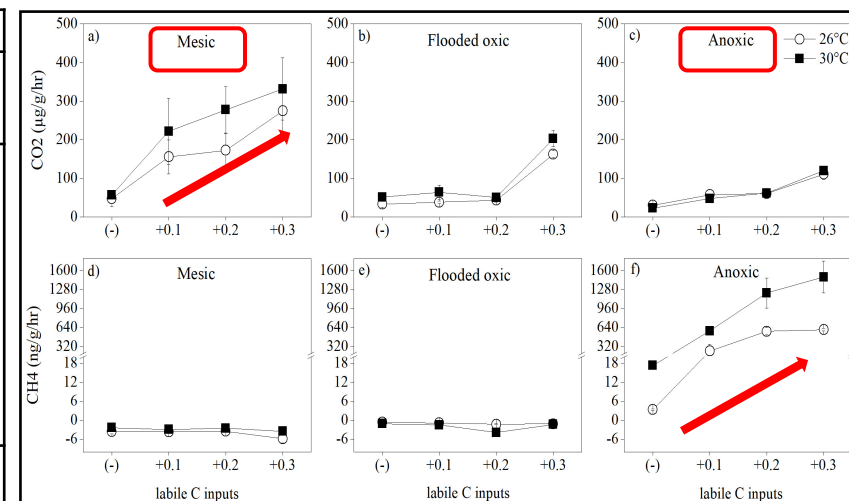 a) Mesic
b) Flooded oxic
c) Anoxic
26°C
30°C
CO2 (µg/g/hr)
500
400
300
200
100
0
(-) +0.1 +0.2 +0.3
500
400
300
200
100
0
(-) +0.1 +0.2 +0.3
500
400
300
200
100
0
(-) +0.1 +0.2 +0.3
d) Mesic
e) Flooded oxic
f) Anoxic
CH4 (ng/g/hr)
1600
1280
960
640
320
18
12
6
0
-6
(-) +0.1 +0.2 +0.3
labile C inputs
1600
1280
960
640
320
18
12
6
0
-6
(-) +0.1 +0.2 +0.3
labile C inputs
1600
1280
960
640
320
18
12
6
0
-6
(-) +0.1 +0.2 +0.3
labile C inputs